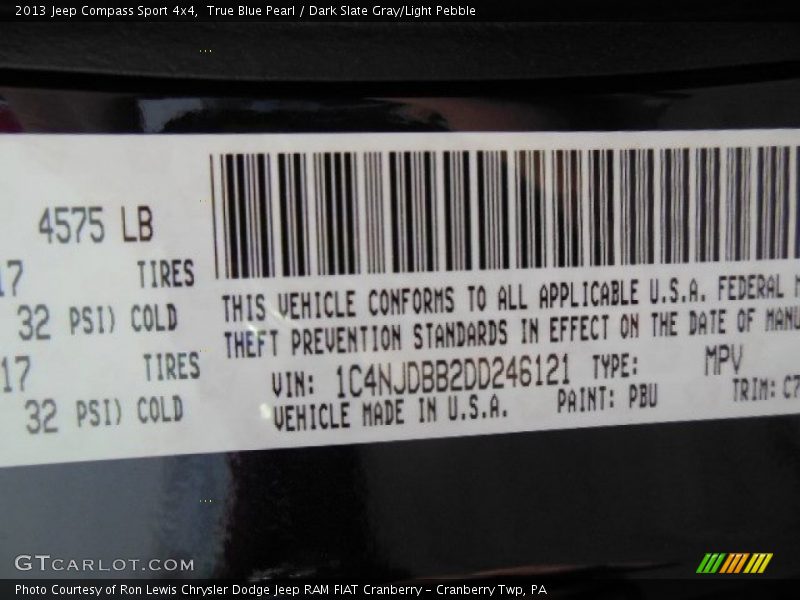 2013 Jeep Compass Sport 4x4,  True Blue Pearl / Dark Slate Gray/Light Pebble
4575 LB
17 TIRES
32 PSI) COLD
17 TIRES
32 PSI) COLD
THIS VEHICLE CONFORMS TO ALL APPLICABLE U.S.A. FEDERAL M
THEFT PREVENTION STANDARDS IN EFFECT ON THE DATE OF MANU
VIN: 1C4NJDBB2DD246121 TYPE: MPV
VEHICLE MADE IN U.S.A. PAINT: PBU TRIM: C7
GTCARLOT.COM
Photo Courtesy of Ron Lewis Chrysler Dodge Jeep RAM FIAT Cranberry – Cranberry Twp, PA